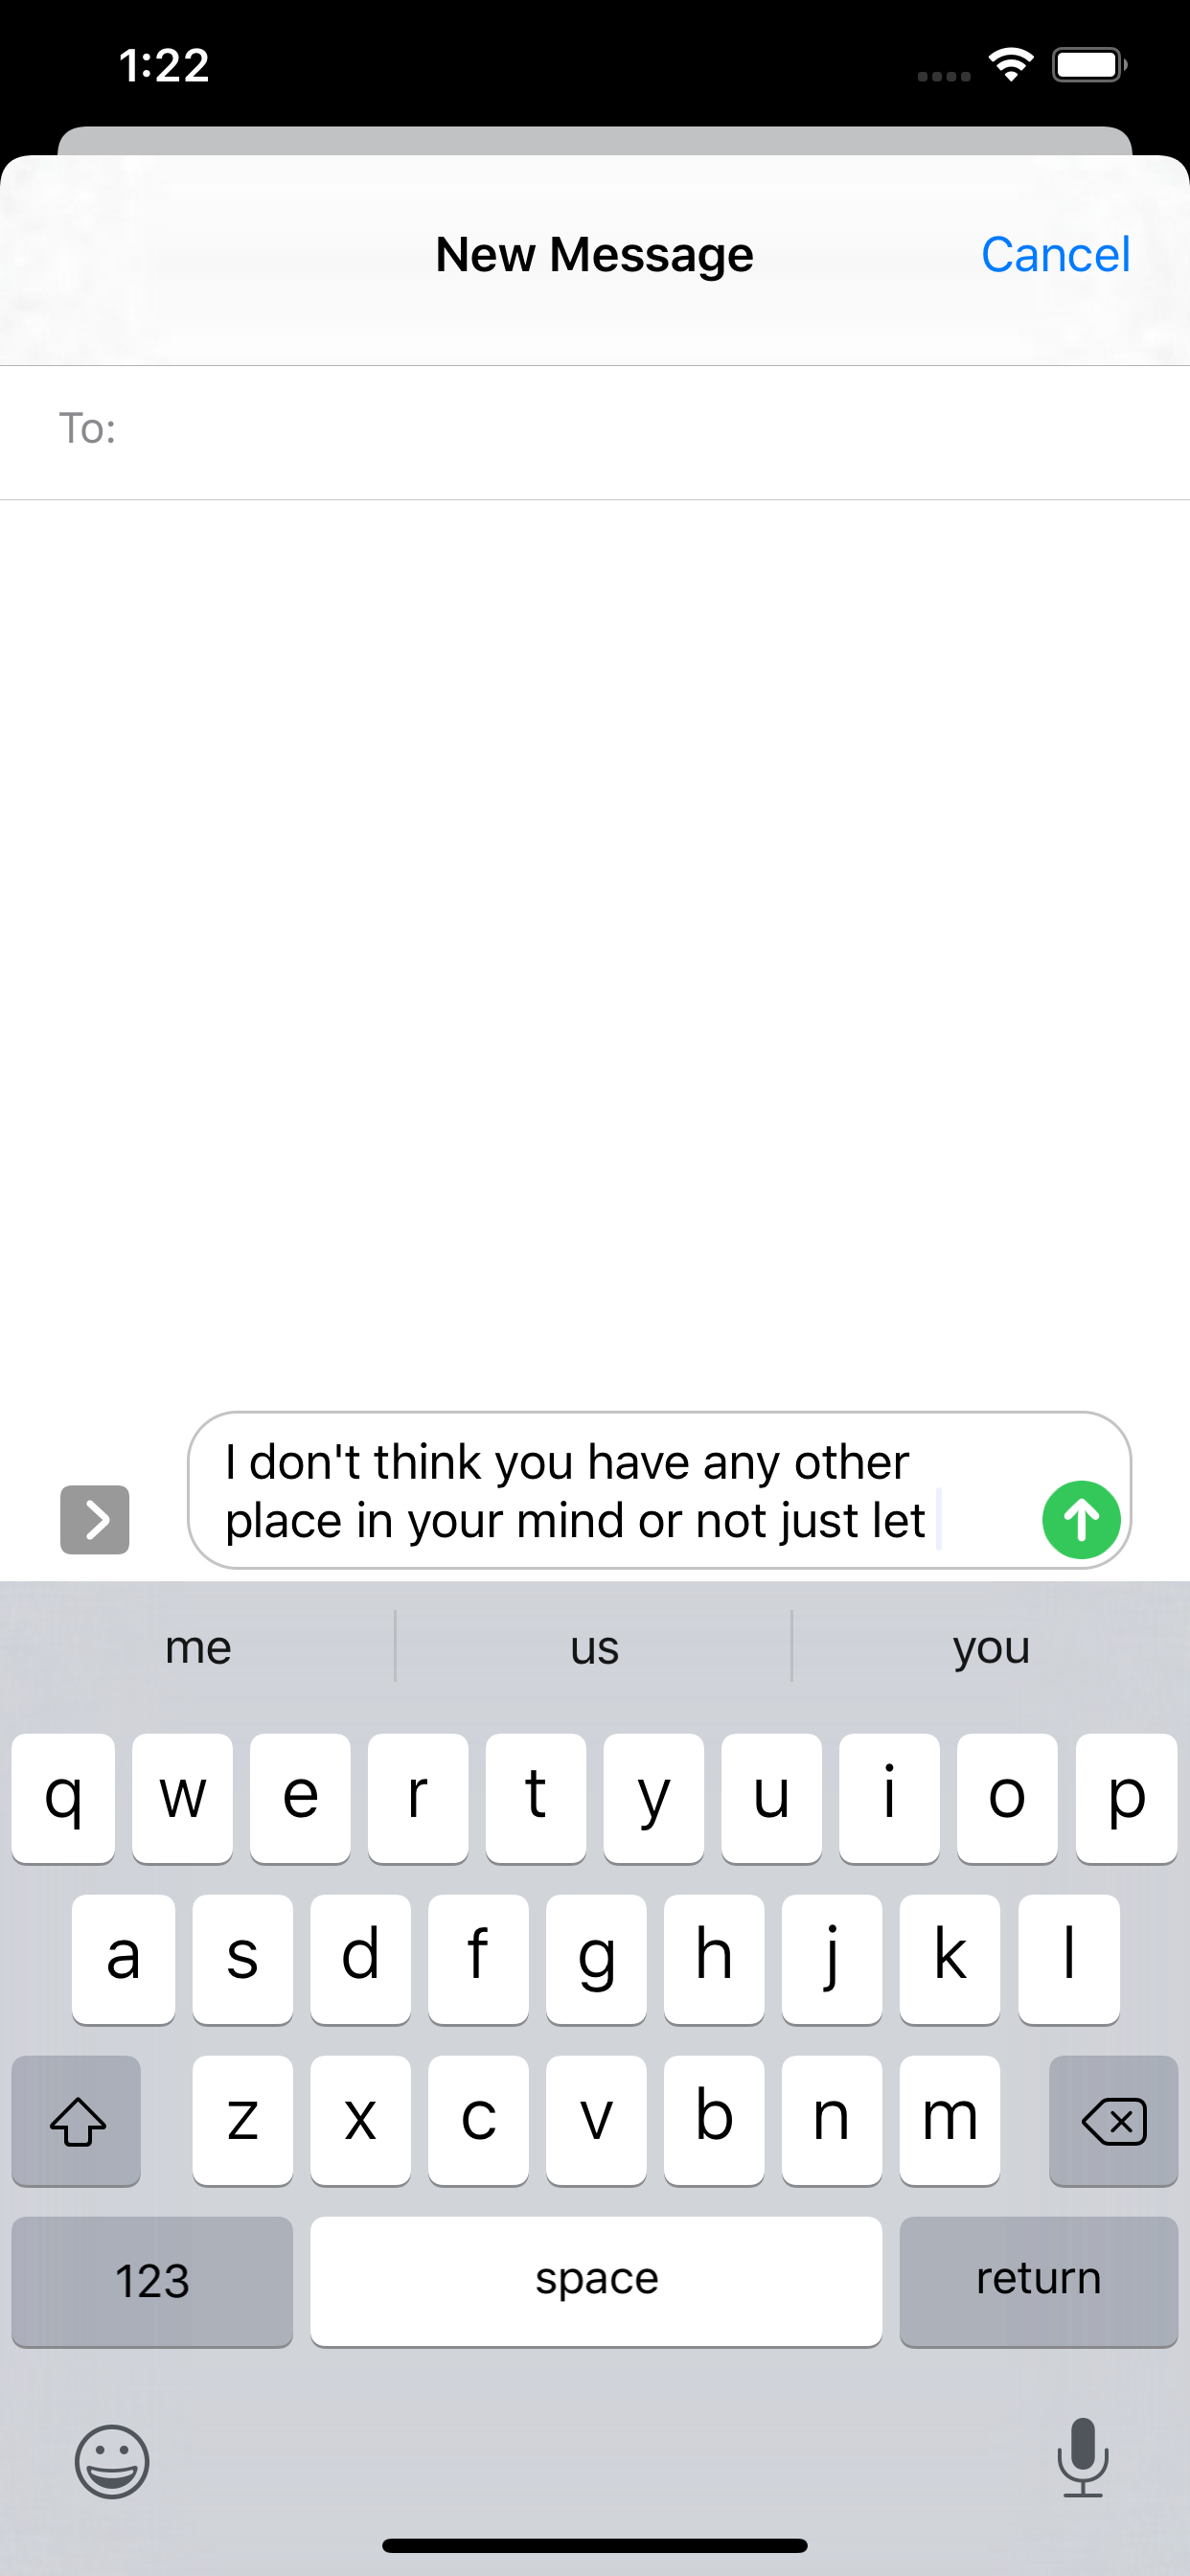 1:22
New Message
Cancel
To:
I don't think you have any other
place in your mind or not just let
me us you
q w e r t y u i o p
a s d f g h j k l
z x c v b n m
123 space return